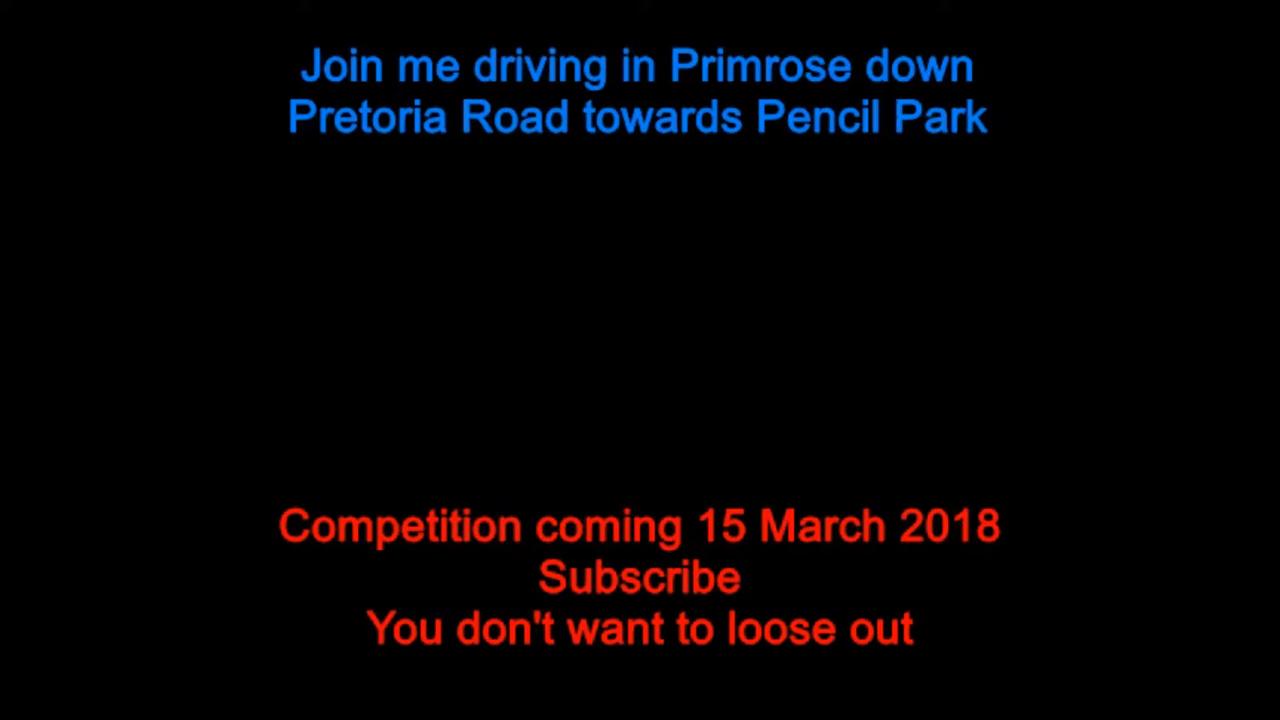 Join me driving in Primrose down
Pretoria Road towards Pencil Park
Competition coming 15 March 2018
Subscribe
You don't want to loose out